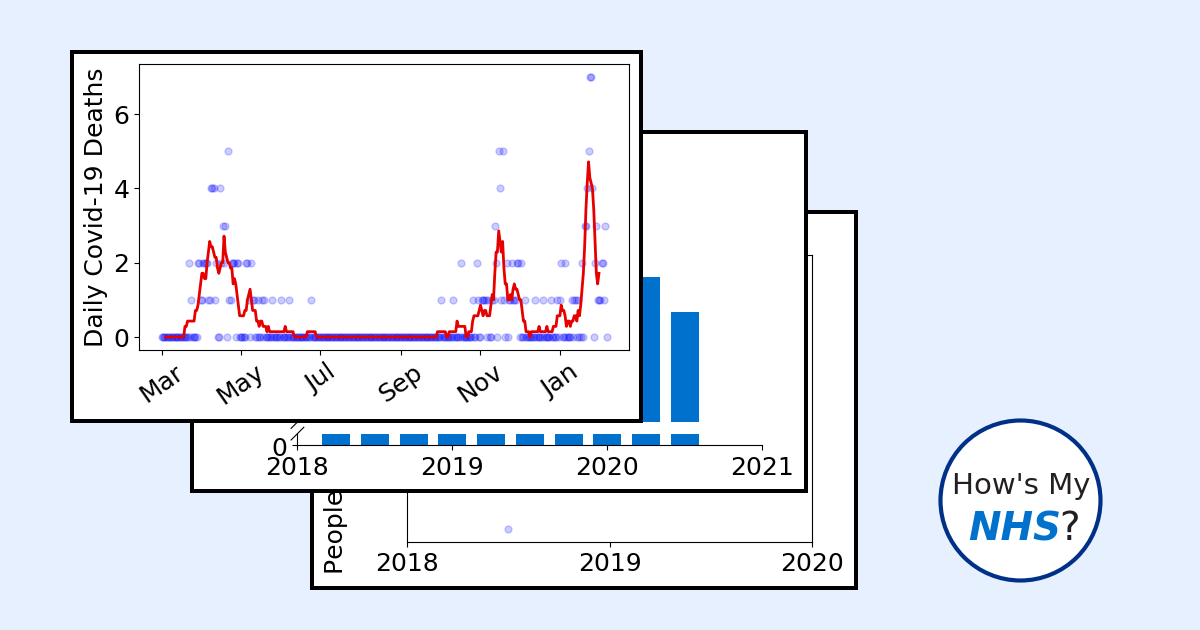 Daily Covid-19 Deaths
6
4
2
0
Mar May Jul Sep Nov Jan
0
2018 2019 2020 2021
People
2018 2019 2020
How's My
NHS?